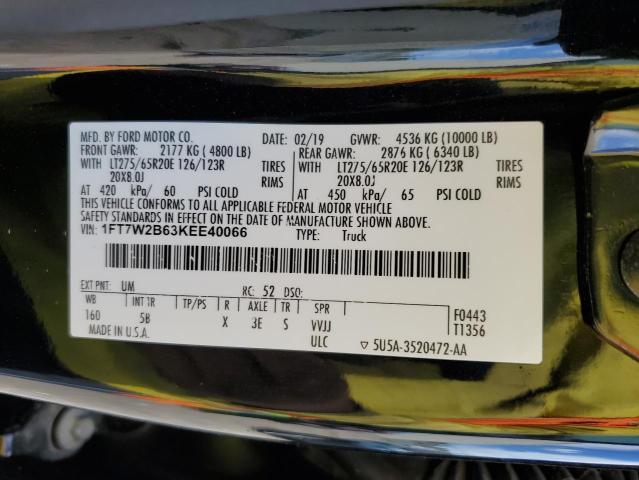 MFD. BY FORD MOTOR CO. 02/19 GVWR: 4536 KG (10000 LB)
FRONT GAWR: 2177 KG ( 4800 LB) REAR GAWR: 2876 KG ( 6340 LB)
WITH LT275/65R20E 126/123R TIRES WITH LT275/65R20E 126/123R TIRES
20X8.0J RIMS 20X8.0J RIMS
AT 420 kPa/ 60 PSI COLD AT 450 kPa/ 65 PSI COLD
THIS VEHICLE CONFORMS TO ALL APPLICABLE FEDERAL MOTOR VEHICLE
SAFETY STANDARDS IN EFFECT ON THE DATE OF MANUFACTURE SHOWN ABOVE.
VIN: 1FT7W2B63KEE40066 TYPE: Truck
EXT PNT: UM RC: 52 DSO:
WB INT TR TP/PS R AXLE TR SPR F0443
160 5B X 3E S VVJJ T1356
MADE IN U.S.A. ULC 5U5A-3520472-AA